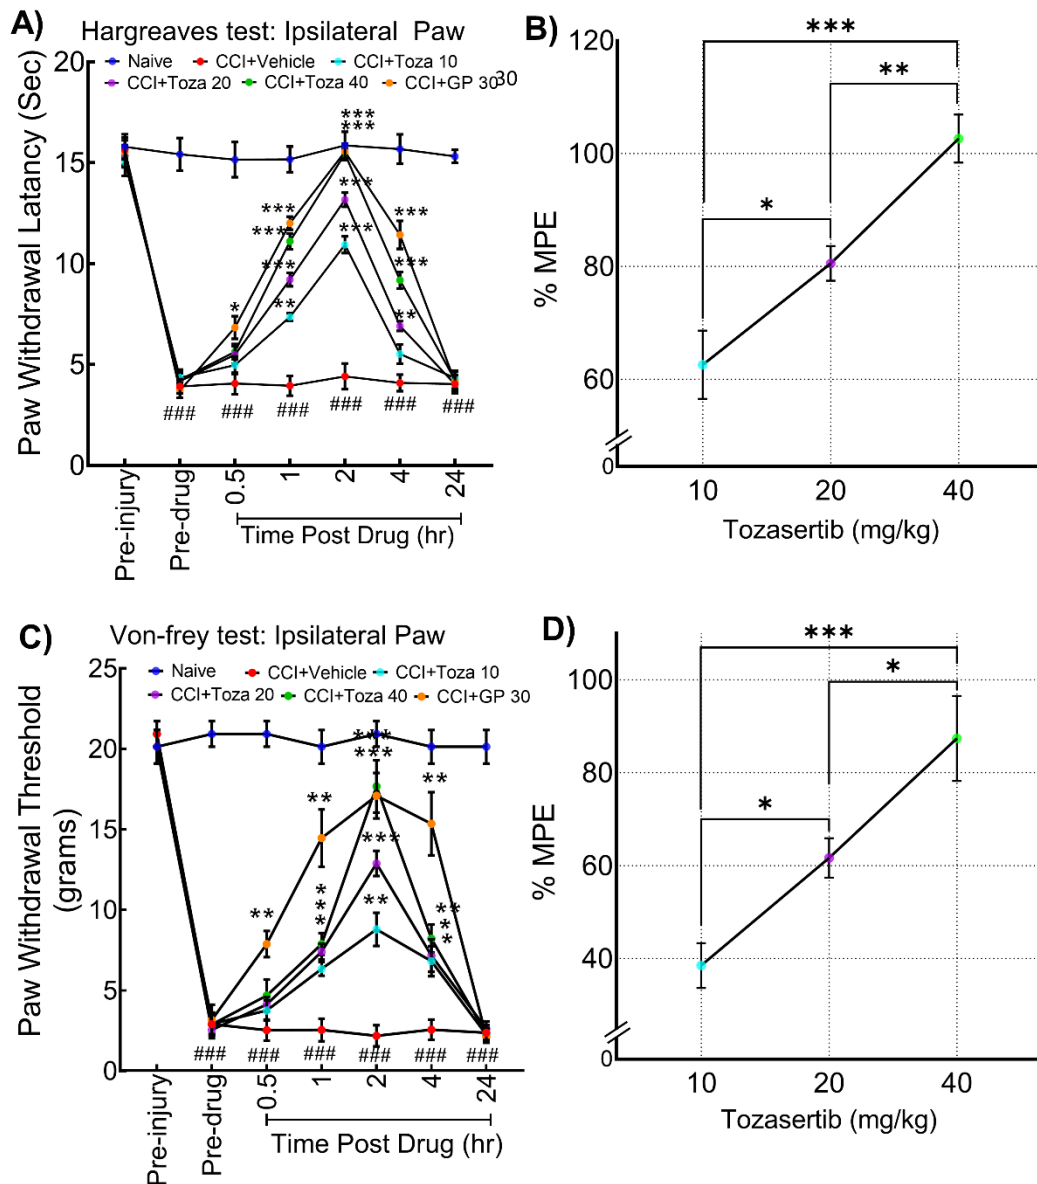 A)
Hargreaves test: Ipsilateral Paw
Naive CCI+Vehicle CCI+Toza 10
CCI+Toza 20 CCI+Toza 40 CCI+GP 30 30
Paw Withdrawal Latancy (Sec)
20
15
10
5
0
***
***
***
***
***
***
***
***
***
*
**
**
### ### ### ### ### ###
Pre-injury Pre-drug 0.5 1 2 4 24
Time Post Drug (hr)
B)
% MPE
120
100
80
60
0
***
**
*
10 20 40
Tozasertib (mg/kg)
C)
Von-frey test: Ipsilateral Paw
Naive CCI+Vehicle CCI+Toza 10
CCI+Toza 20 CCI+Toza 40 CCI+GP 30
Paw Withdrawal Threshold
(grams)
25
20
15
10
5
0
***
***
**
**
***
**
***
**
**
*
*
### ### ### ### ### ###
Pre-injury Pre-drug 0.5 1 2 4 24
Time Post Drug (hr)
D)
% MPE
100
80
60
40
0
***
*
*
10 20 40
Tozasertib (mg/kg)